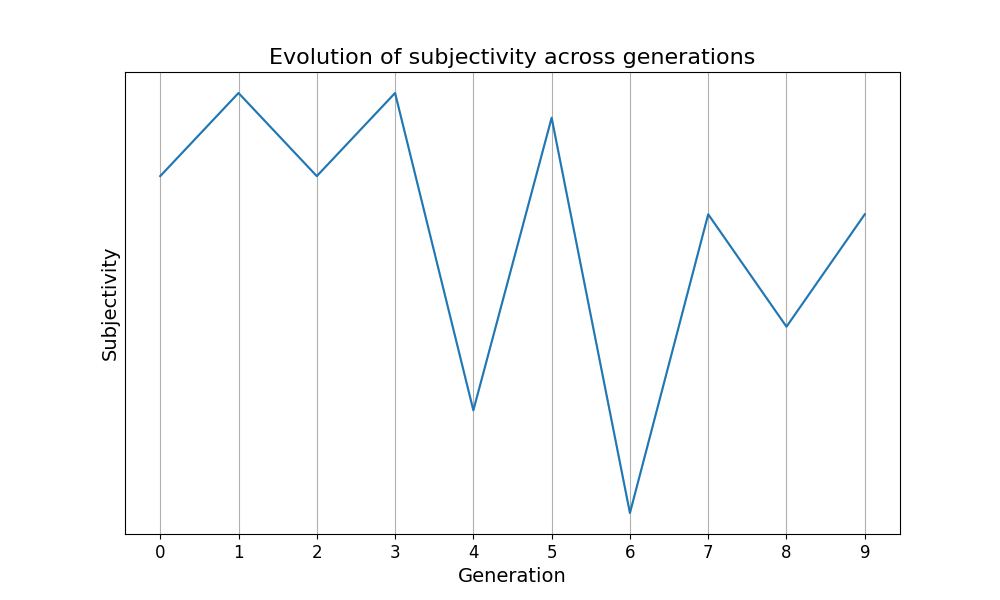 Evolution of subjectivity across generations
Subjectivity
0 1 2 3 4 5 6 7 8 9
Generation